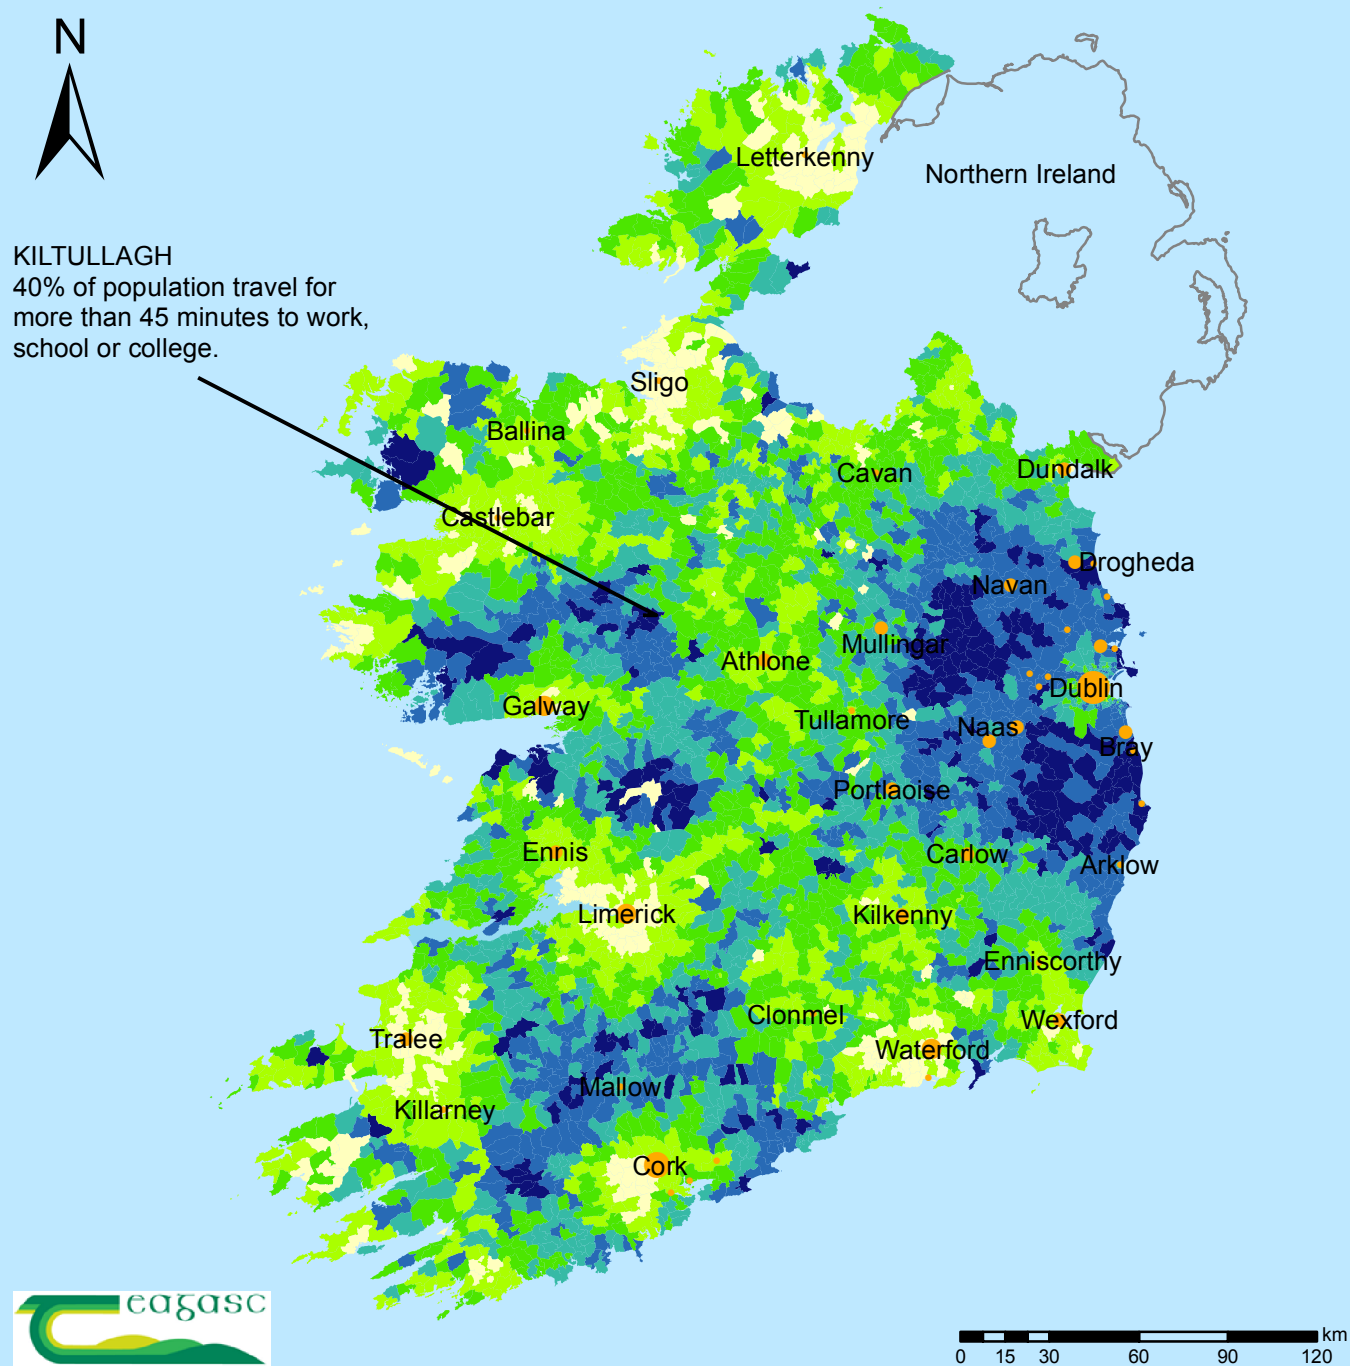 N
Letterkenny
Northern Ireland
KILTULLAGH
40% of population travel for
more than 45 minutes to work,
school or college.
Sligo
Ballina
Cavan
Dundalk
Castlebar
Drogheda
Navan
Mullingar
Athlone
Dublin
Galway
Tullamore
Naas
Bray
Portlaoise
Ennis
Carlow
Arklow
Limerick
Kilkenny
Enniscorthy
Clonmel
Wexford
Tralee
Waterford
Mallow
Killarney
Cork
eagasc
km
0 15 30 60 90 120